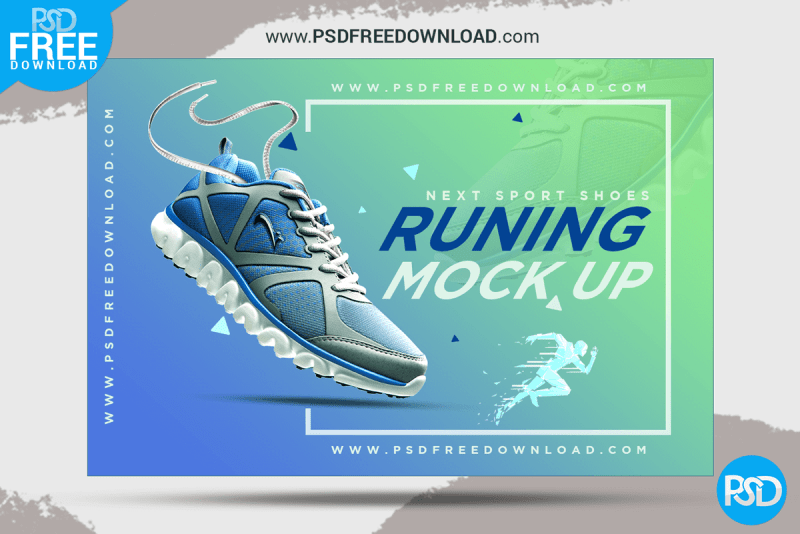 PSD
FREE
DOWNLOAD
www.PSDFREEDOWNLOAD.com
WWW.PSDFREEDOWNLOAD.COM
WWW.PSDFREEDOWNLOAD.COM
NEXT SPORT SHOES
RUNING
MOCK UP
WWW.PSDFREEDOWNLOAD.COM
PSD